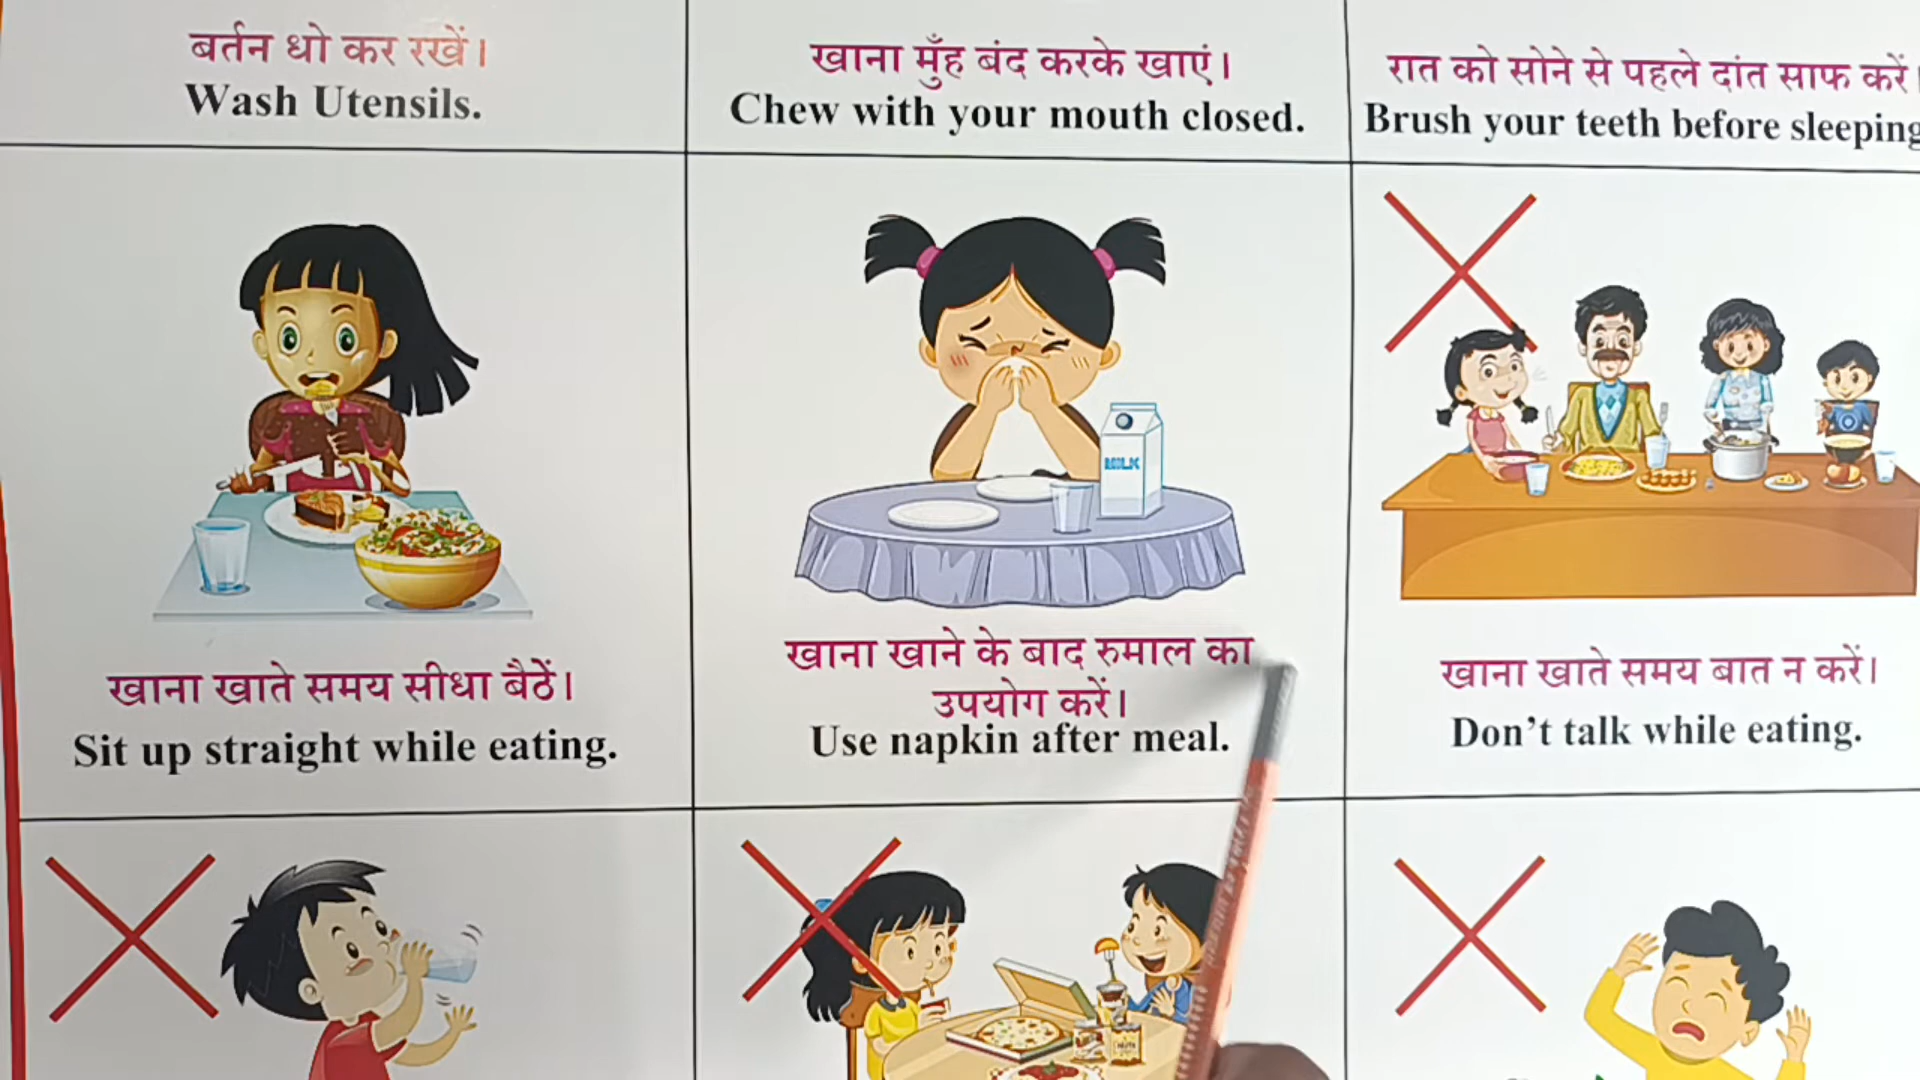 बर्तन धो कर रखें।
Wash Utensils.
खाना मुँह बंद करके खाएं।
Chew with your mouth closed.
रात को सोने से पहले दांत साफ करें।
Brush your teeth before sleeping
MILK
खाना खाते समय सीधा बैठें।
Sit up straight while eating.
खाना खाने के बाद रुमाल का
उपयोग करें।
Use napkin after meal.
खाना खाते समय बात न करें।
Don't talk while eating.